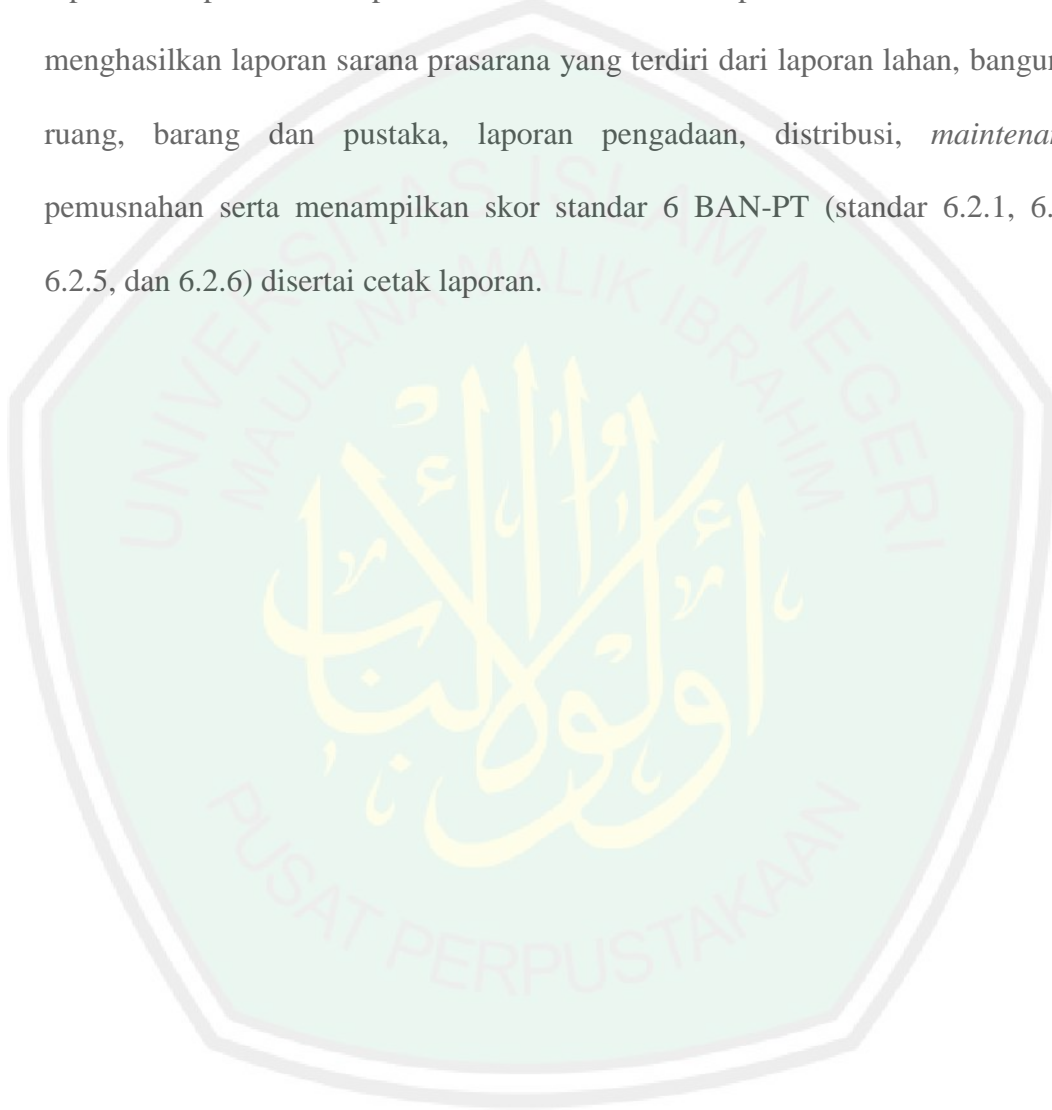 menghasilkan laporan sarana prasarana yang terdiri dari laporan lahan, bangun
ruang, barang dan pustaka, laporan pengadaan, distribusi, maintenan
pemusnahan serta menampilkan skor standar 6 BAN-PT (standar 6.2.1, 6.
6.2.5, dan 6.2.6) disertai cetak laporan.
UNIVERSITAS ISLAM NEGERI
MAULANA MALIK IBRAHIM
PUSAT PERPUSTAKAAN